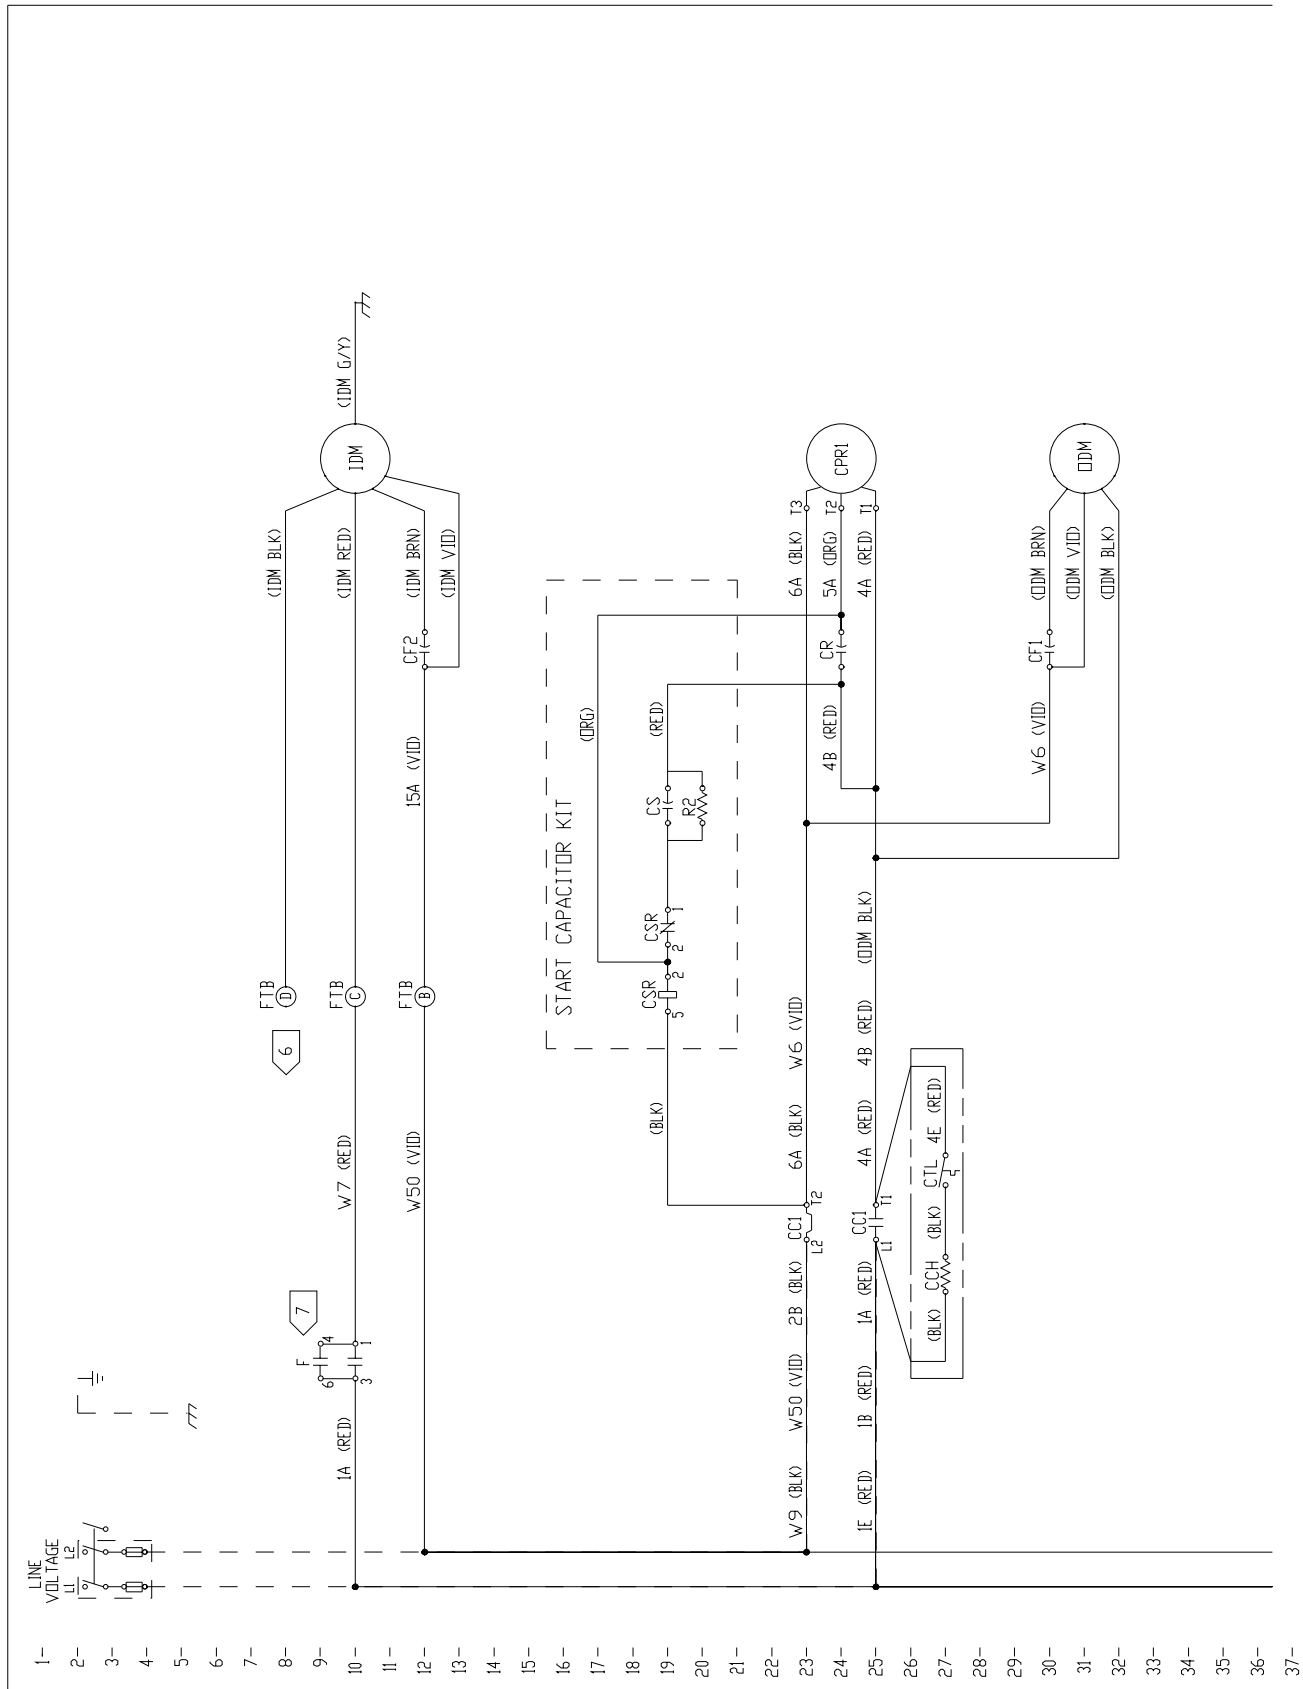 LINE
VOLTAGE
L1 L2
1-
2-
3-
4-
5-
6-
7-
8-
FTB
D
(IDM BLK)
6
9-
6
F
4
7
10-
1A (RED)
3
1
W7 (RED)
FTB
C
(IDM RED)
IDM
(IDM G/Y)
11-
12-
W50 (VIO)
FTB
B
15A (VIO)
CF2
(IDM BRN)
13-
(IDM VIO)
14-
15-
16-
START CAPACITOR KIT
17-
(ORG)
18-
19-
(BLK)
5
CSR
2
2
CSR
1
CS
(RED)
20-
R2
21-
22-
23-
W9 (BLK)
W50 (VIO)
2B (BLK)
L2
CC1
T2
6A (BLK)
W6 (VIO)
6A (BLK)
T3
24-
4B (RED)
CR
5A (ORG)
T2
CPR1
25-
1E (RED)
1B (RED)
1A (RED)
L1
CC1
T1
4A (RED)
4B (RED)
(ODM BLK)
4A (RED)
T1
26-
27-
(BLK)
CCH
(BLK)
CTL
4E (RED)
28-
29-
30-
W6 (VIO)
CF1
(ODM BRN)
31-
(ODM VIO)
ODM
32-
(ODM BLK)
33-
34-
35-
36-
37-